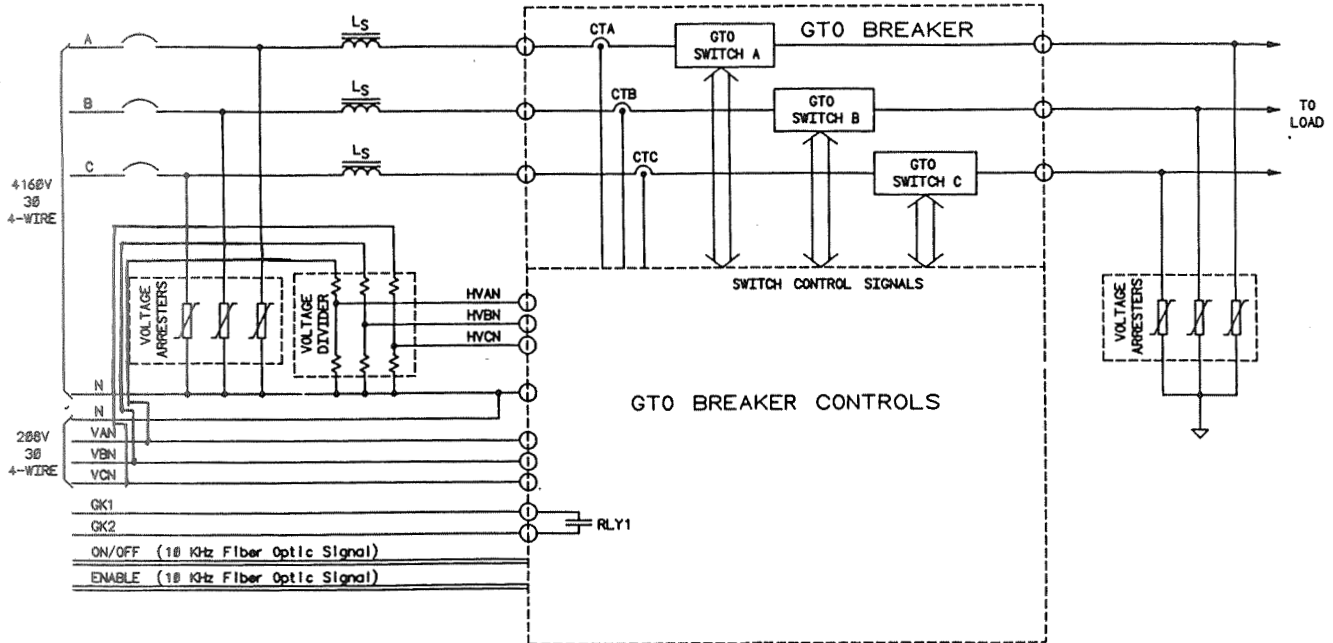 A
LS
CTA
GTO
SWITCH A
GTO BREAKER
B
LS
CTB
GTO
SWITCH B
TO
LOAD
C
LS
CTC
GTO
SWITCH C
4160V
30
4-WIRE
SWITCH CONTROL SIGNALS
VOLTAGE
ARRESTERS
VOLTAGE
DIVIDER
HVAN
HVBN
HVCN
VOLTAGE
ARRESTERS
N
GTO BREAKER CONTROLS
N
208V
30
4-WIRE
VAN
VBN
VCN
GK1
GK2
RLY1
ON/OFF (10 KHz Fiber Optic Signal)
ENABLE (10 KHz Fiber Optic Signal)